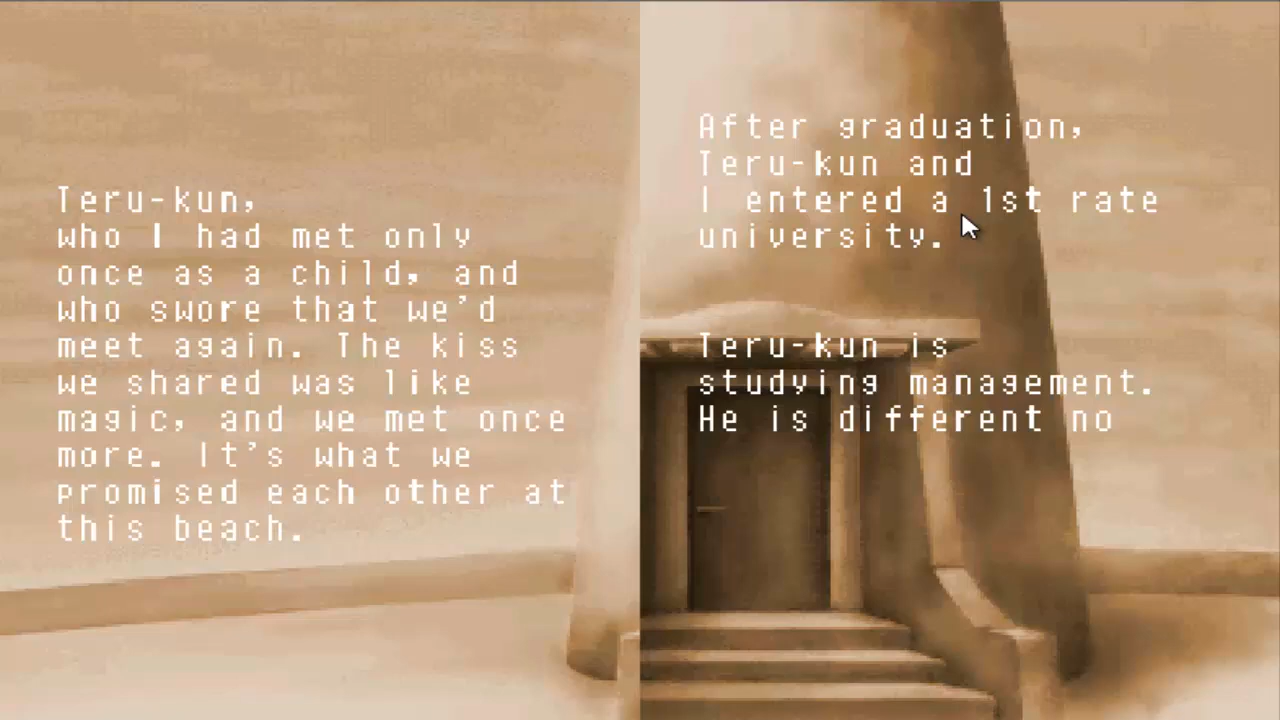 Teru-kun,
who I had met only
once as a child, and
who swore that we'd
meet again. The kiss
we shared was like
magic, and we met once
more. It's what we
promised each other at
this beach.
After graduation,
Teru-kun and
I entered a 1st rate
university.
Teru-kun is
studying management.
He is different no